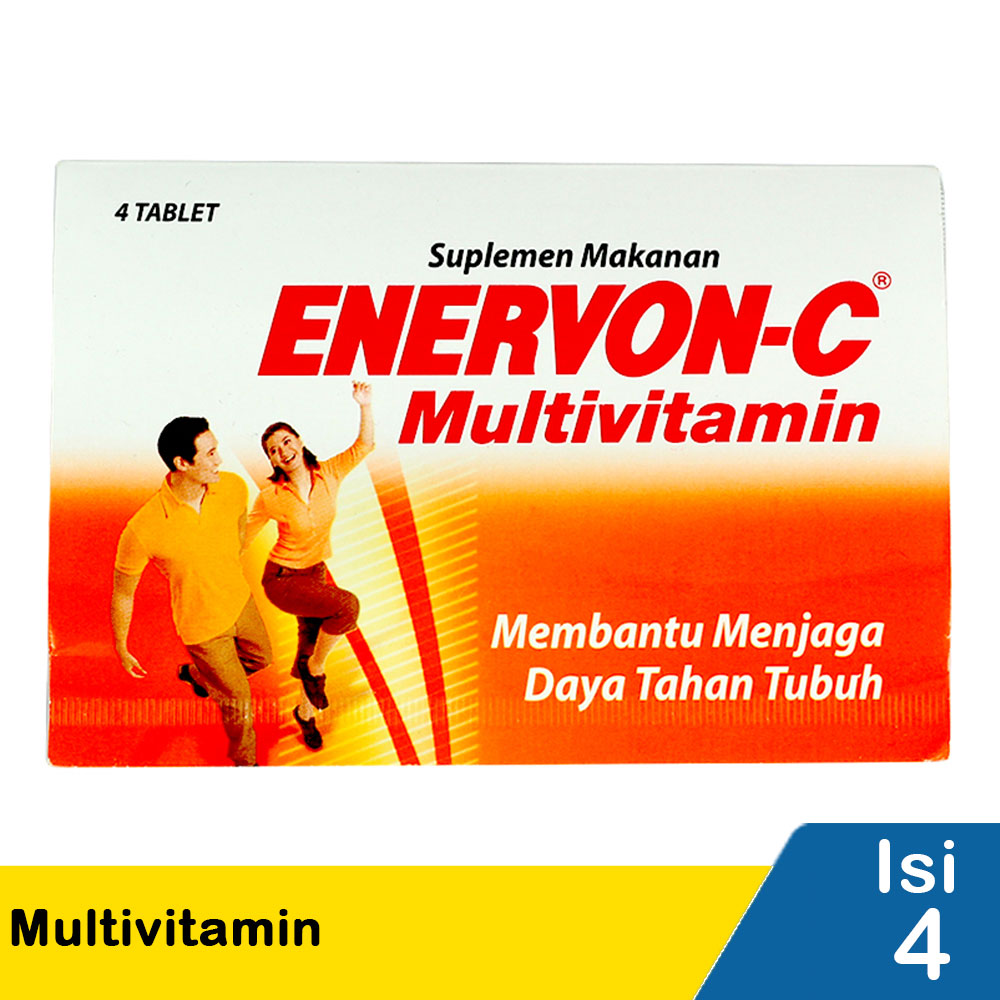 4 TABLET
Suplemen Makanan
ENERVON-C®
Multivitamin
Membantu Menjaga
Daya Tahan Tubuh
Isi
4
Multivitamin